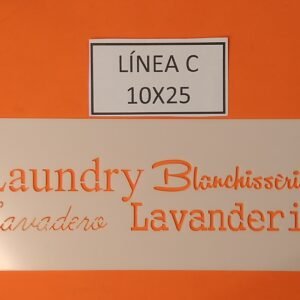 LÍNEA C
10X25
Laundry Blanchisseri
Lavadero Lavanderi